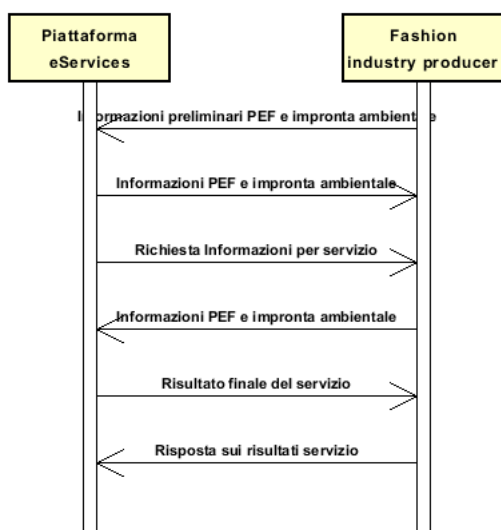 Piattaforma
eServices
Fashion
industry producer
Informazioni preliminari PEF e impronta ambientale
Informazioni PEF e impronta ambientale
Richiesta Informazioni per servizio
Informazioni PEF e impronta ambientale
Risultato finale del servizio
Risposta sui risultati servizio